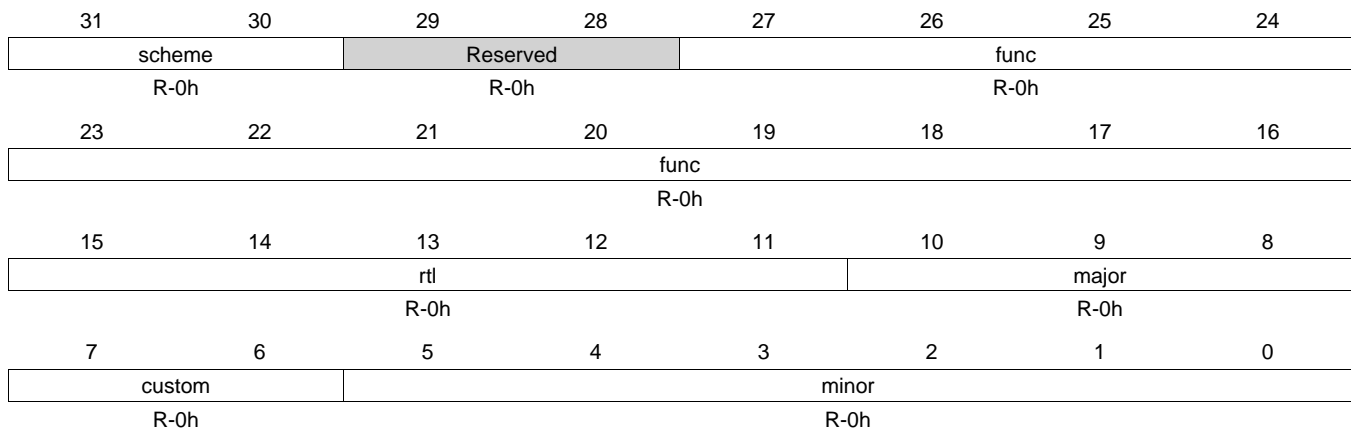 31 30 29 28 27 26 25 24
scheme Reserved func
R-0h R-0h R-0h
23 22 21 20 19 18 17 16
func
R-0h
15 14 13 12 11 10 9 8
rtl major
R-0h R-0h
7 6 5 4 3 2 1 0
custom minor
R-0h R-0h